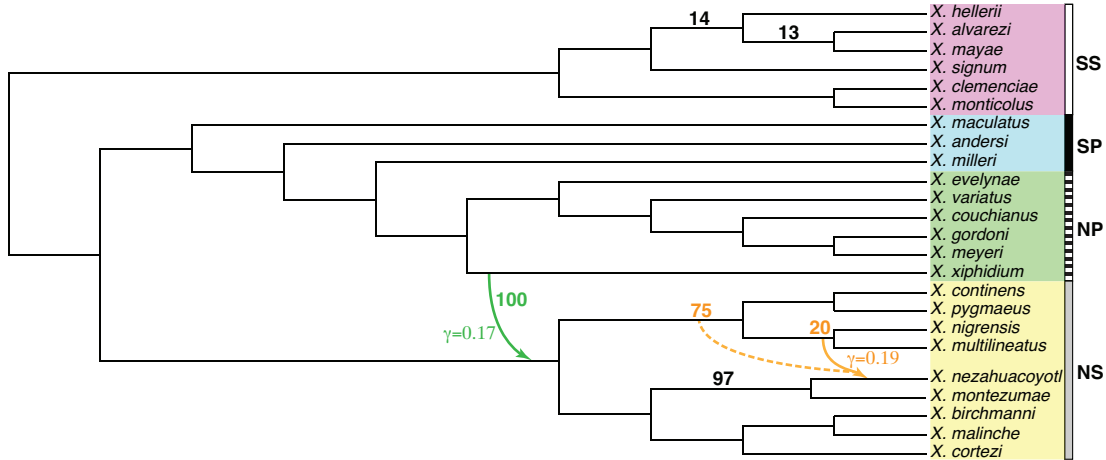 14
X. hellerii
13
X. alvarezi
X. mayae
X. signum
SS
X. clemenciae
X. monticolus
X. maculatus
X. andersi
SP
X. milleri
X. evelynae
X. variatus
X. couchianus
NP
X. gordoni
X. meyeri
X. xiphidium
100
γ=0.17
X. continens
75
X. pygmaeus
20
X. nigrensis
X. multilineatus
γ=0.19
NS
97
X. nezahuacoyotl
X. montezumae
X. birchmanni
X. malinche
X. cortezi